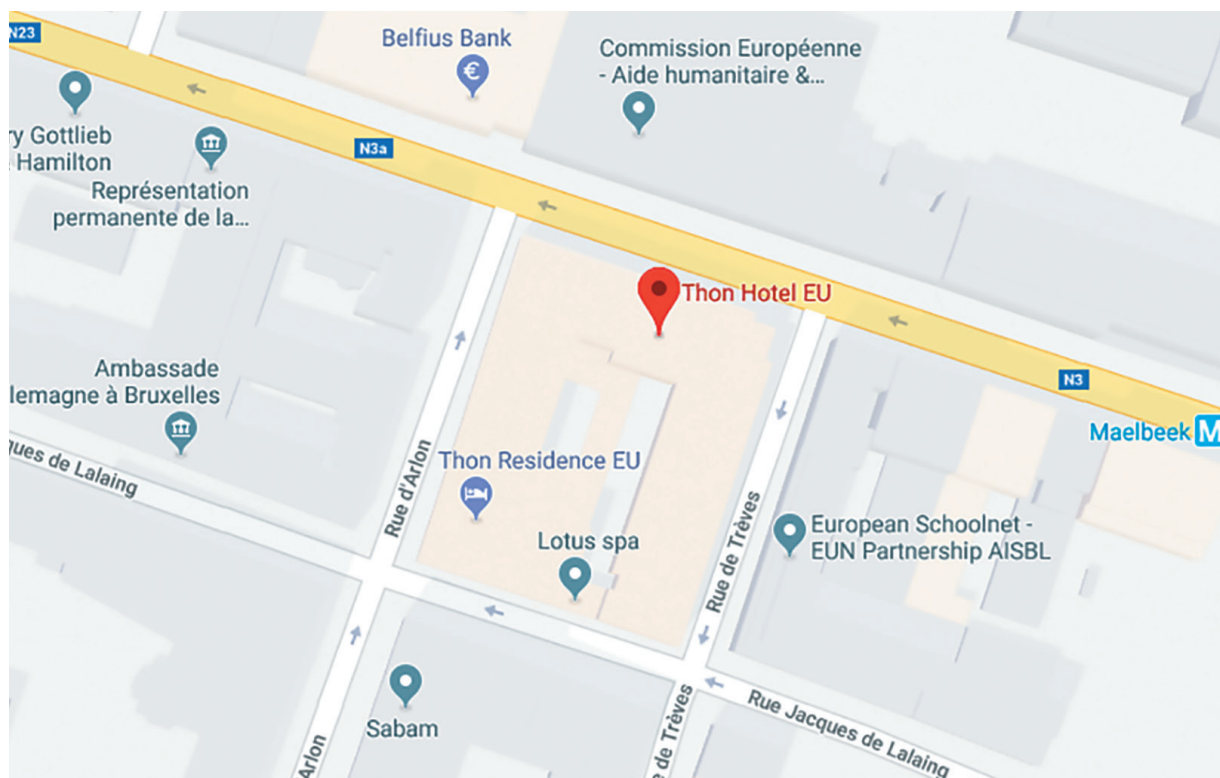 N23
Belfius Bank
Commission Européenne
- Aide humanitaire &...
ry Gottlieb
Hamilton
N3a
Représentation
permanente de la...
Thon Hotel EU
Ambassade
llemagne à Bruxelles
N3
Maelbeek M
ques de Lalaing
Rue d'Arlon
Thon Residence EU
Lotus spa
Rue de Trèves
European Schoolnet -
EUN Partnership AISBL
Sabam
Rue Jacques de Lalaing
Arlon
de Trèves